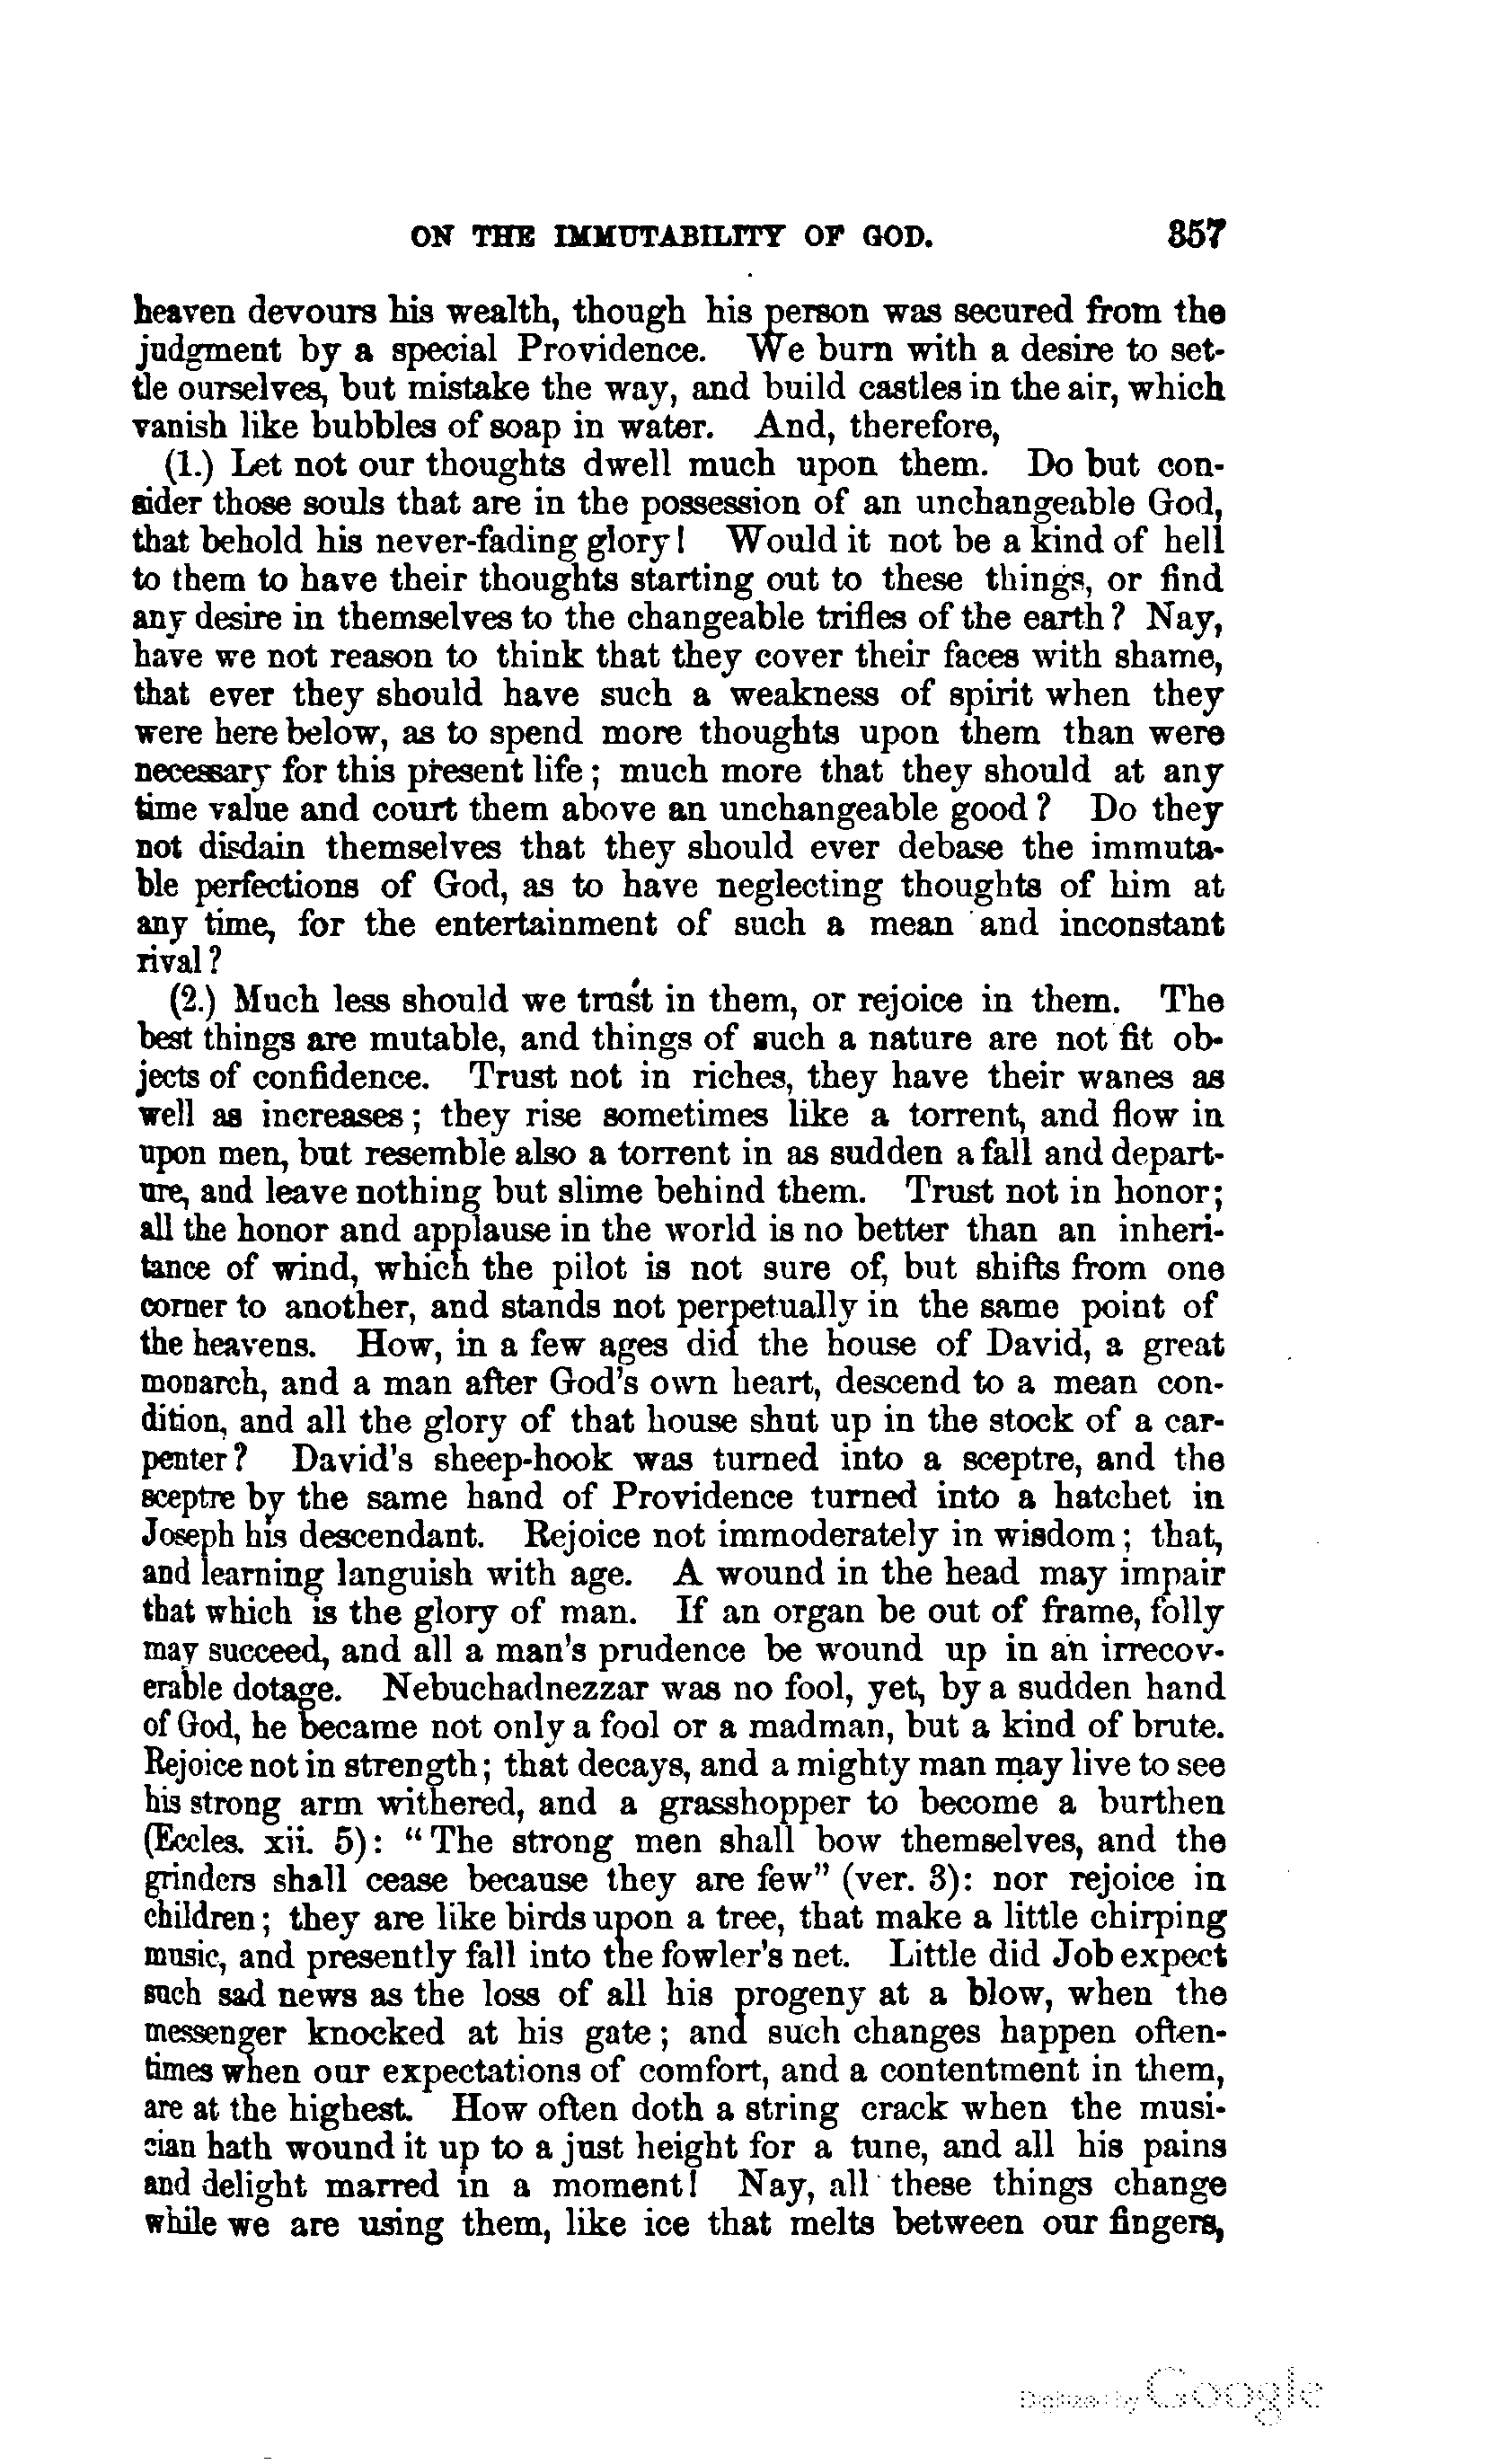 ON THE IMMUTABILITY OF GOD. 357
heaven devours his wealth, though his person was secured from the
judgment by a special Providence. We burn with a desire to set-
tle ourselves, but mistake the way, and build castles in the air, which
vanish like bubbles of soap in water. And, therefore,
(1.) Let not our thoughts dwell much upon them. Do but con-
sider those souls that are in the possession of an unchangeable God,
that behold his never-fading glory! Would it not be a kind of hell
to them to have their thoughts starting out to these things, or find
any desire in themselves to the changeable trifles of the earth? Nay,
have we not reason to think that they cover their faces with shame,
that ever they should have such a weakness of spirit when they
were here below, as to spend more thoughts upon them than were
necessary for this present life; much more that they should at any
time value and court them above an unchangeable good? Do they
not disdain themselves that they should ever debase the immuta-
ble perfections of God, as to have neglecting thoughts of him at
any time, for the entertainment of such a mean and inconstant
rival?
(2.) Much less should we trust in them, or rejoice in them. The
best things are mutable, and things of such a nature are not fit ob-
jects of confidence. Trust not in riches, they have their wanes as
well as increases; they rise sometimes like a torrent, and flow in
upon men, but resemble also a torrent in as sudden a fall and depart-
ure, and leave nothing but slime behind them. Trust not in honor;
all the honor and applause in the world is no better than an inheri-
tance of wind, which the pilot is not sure of, but shifts from one
corner to another, and stands not perpetually in the same point of
the heavens. How, in a few ages did the house of David, a great
monarch, and a man after God's own heart, descend to a mean con-
dition, and all the glory of that house shut up in the stock of a car-
penter? David's sheep-hook was turned into a sceptre, and the
sceptre by the same hand of Providence turned into a hatchet in
Joseph his descendant. Rejoice not immoderately in wisdom; that,
and learning languish with age. A wound in the head may impair
that which is the glory of man. If an organ be out of frame, folly
may succeed, and all a man's prudence be wound up in an irrecov-
erable dotage. Nebuchadnezzar was no fool, yet, by a sudden hand
of God, he became not only a fool or a madman, but a kind of brute.
Rejoice not in strength; that decays, and a mighty man may live to see
his strong arm withered, and a grasshopper to become a burthen
(Eccles. xii. 5): "The strong men shall bow themselves, and the
grinders shall cease because they are few" (ver. 3): nor rejoice in
children; they are like birds upon a tree, that make a little chirping
music, and presently fall into the fowler's net. Little did Job expect
such sad news as the loss of all his progeny at a blow, when the
messenger knocked at his gate; and such changes happen often-
times when our expectations of comfort, and a contentment in them,
are at the highest. How often doth a string crack when the musi-
cian hath wound it up to a just height for a tune, and all his pains
and delight marred in a moment! Nay, all these things change
while we are using them, like ice that melts between our fingers,
Digitized by Google